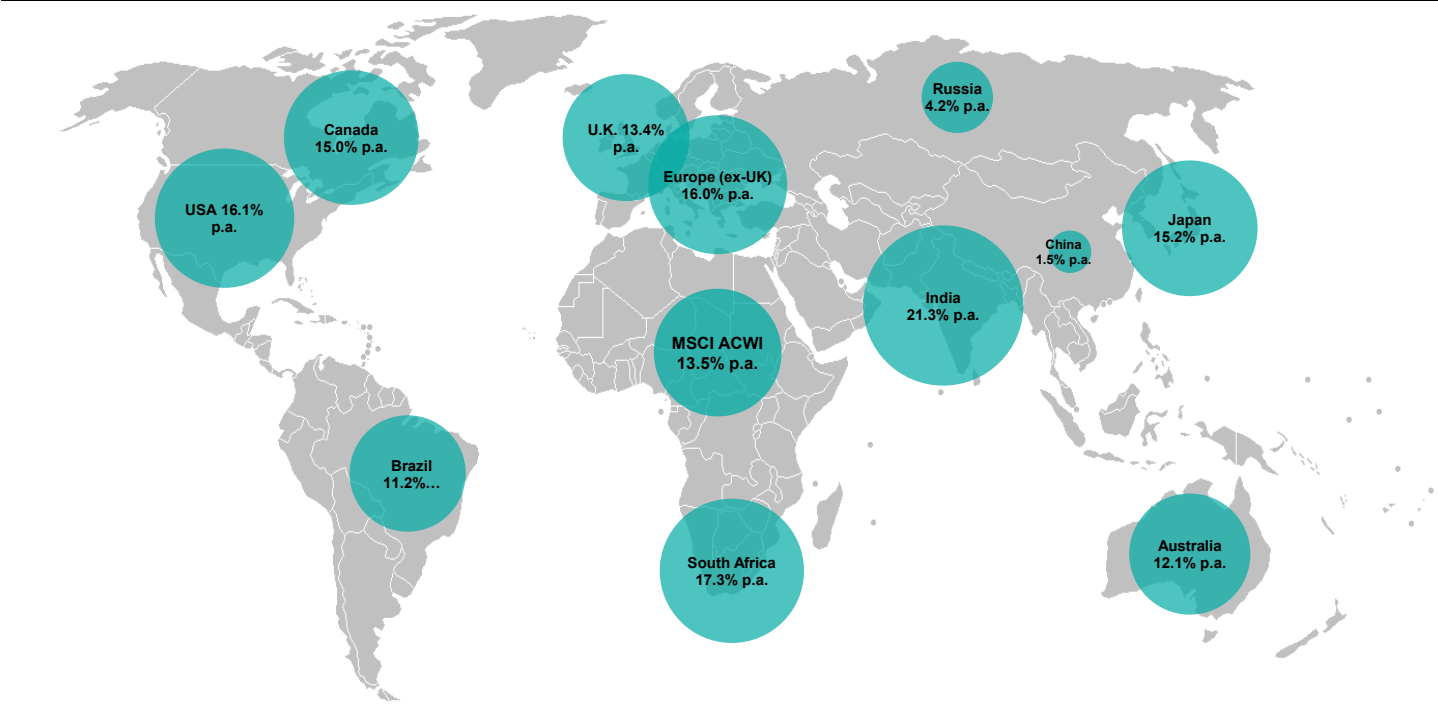 Russia
4.2% p.a.
Canada
15.0% p.a.
U.K. 13.4%
p.a.
Europe (ex-UK)
16.0% p.a.
USA 16.1%
p.a.
Japan
15.2% p.a.
China
1.5% p.a.
India
21.3% p.a.
MSCI ACWI
13.5% p.a.
Brazil
11.2%…
South Africa
17.3% p.a.
Australia
12.1% p.a.